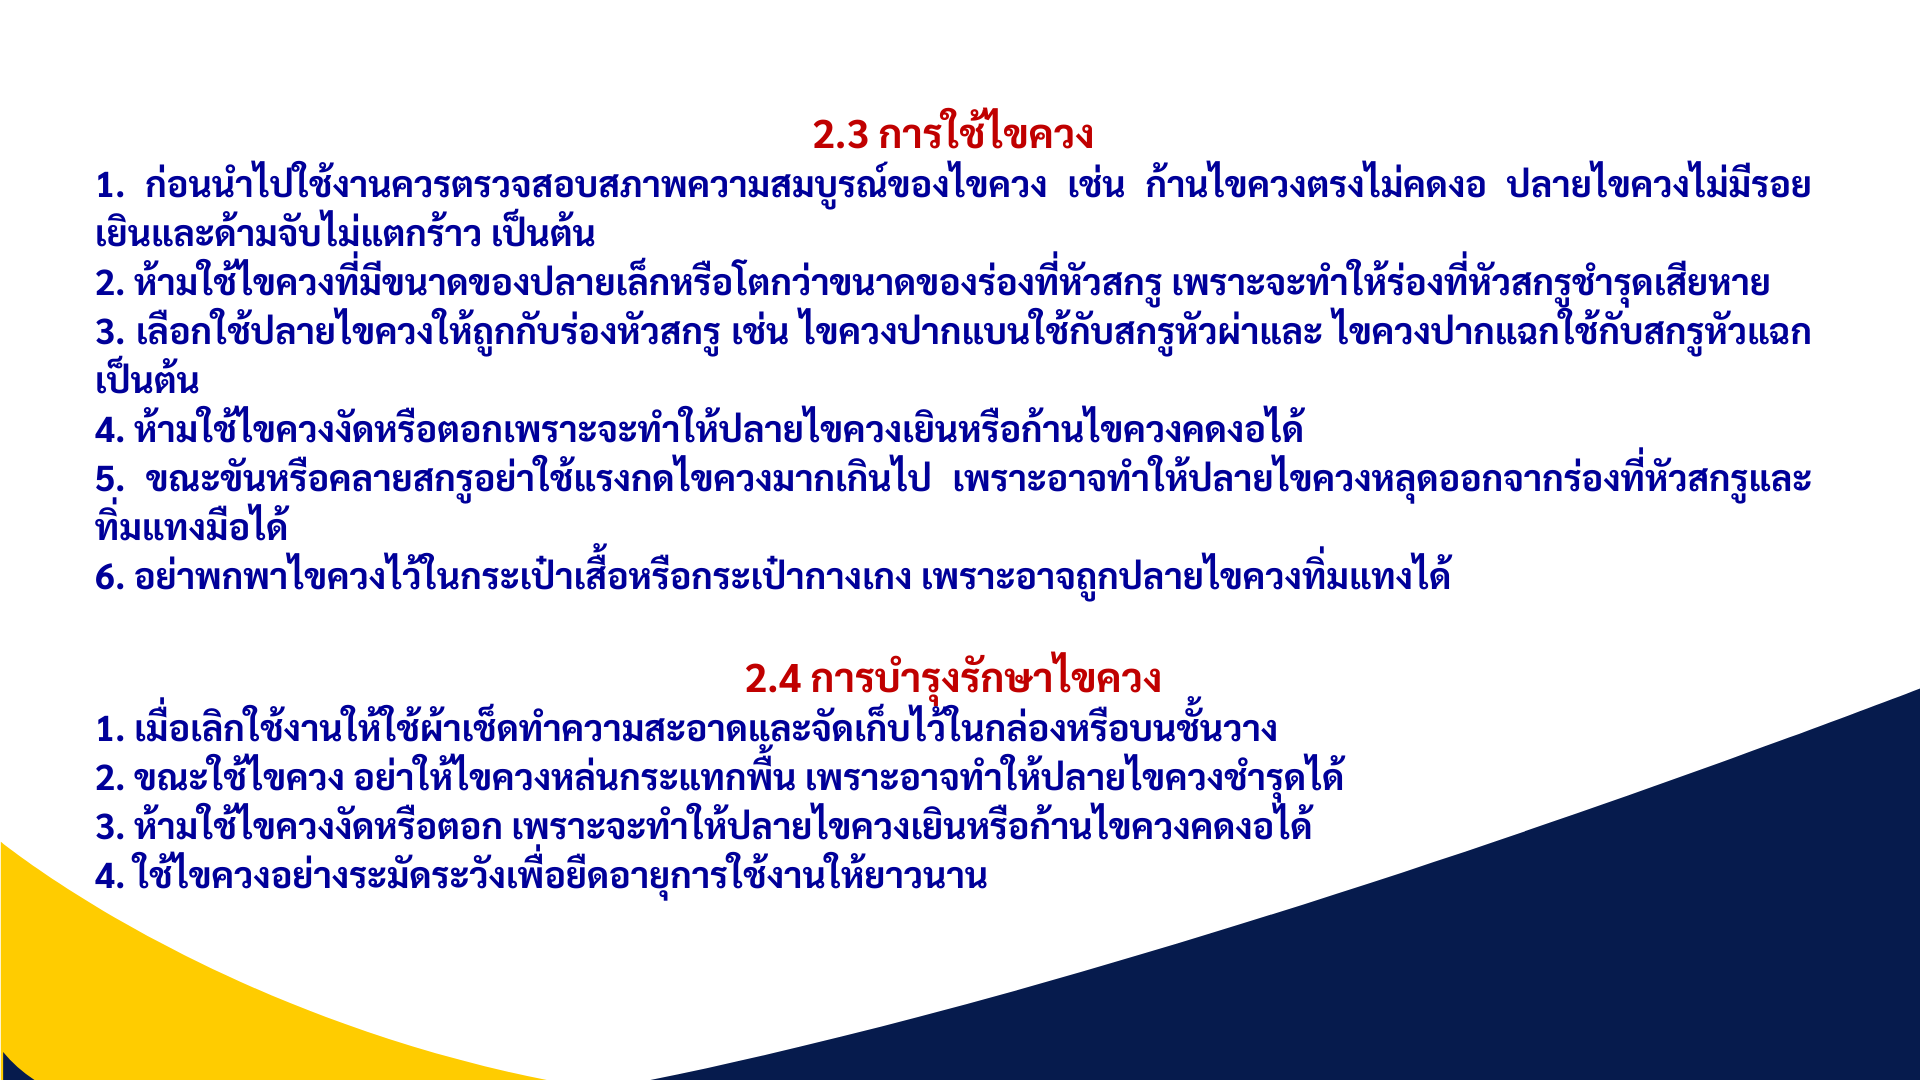 2.3 การใช้ไขควง
1. ก่อนนำไปใช้งานควรตรวจสอบสภาพความสมบูรณ์ของไขควง เช่น ก้านไขควงตรงไม่คดงอ ปลายไขควงไม่มีรอย
เยินและด้ามจับไม่แตกร้าว เป็นต้น
2. ห้ามใช้ไขควงที่มีขนาดของปลายเล็กหรือโตกว่าขนาดของร่องที่หัวสกรู เพราะจะทำให้ร่องที่หัวสกรูชำรุดเสียหาย
3. เลือกใช้ปลายไขควงให้ถูกกับร่องหัวสกรู เช่น ไขควงปากแบนใช้กับสกรูหัวผ่าและ ไขควงปากแฉกใช้กับสกรูหัวแฉก
เป็นต้น
4. ห้ามใช้ไขควงงัดหรือตอกเพราะจะทำให้ปลายไขควงเยินหรือก้านไขควงคดงอได้
5. ขณะขันหรือคลายสกรูอย่าใช้แรงกดไขควงมากเกินไป เพราะอาจทำให้ปลายไขควงหลุดออกจากร่องที่หัวสกรูและ
ทิ่มแทงมือได้
6. อย่าพกพาไขควงไว้ในกระเป๋าเสื้อหรือกระเป๋ากางเกง เพราะอาจถูกปลายไขควงทิ่มแทงได้
2.4 การบำรุงรักษาไขควง
1. เมื่อเลิกใช้งานให้ใช้ผ้าเช็ดทำความสะอาดและจัดเก็บไว้ในกล่องหรือบนชั้นวาง
2. ขณะใช้ไขควง อย่าให้ไขควงหล่นกระแทกพื้น เพราะอาจทำให้ปลายไขควงชำรุดได้
3. ห้ามใช้ไขควงงัดหรือตอก เพราะจะทำให้ปลายไขควงเยินหรือก้านไขควงคดงอได้
4. ใช้ไขควงอย่างระมัดระวังเพื่อยืดอายุการใช้งานให้ยาวนาน